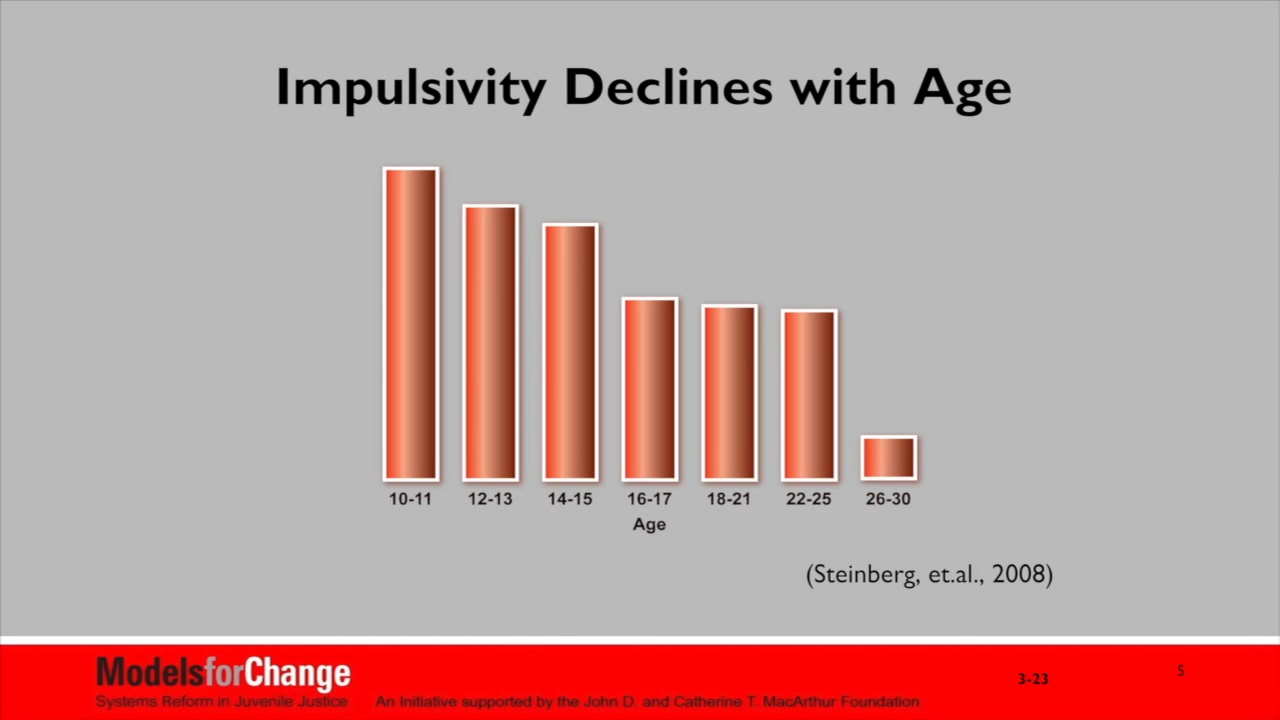 Impulsivity Declines with Age
10-11 12-13 14-15 16-17 18-21 22-25 26-30
Age
(Steinberg, et.al., 2008)
ModelsforChange
Systems Reform in Juvenile Justice An Initiative supported by the John D. and Catherine T. MacArthur Foundation
3-23
5